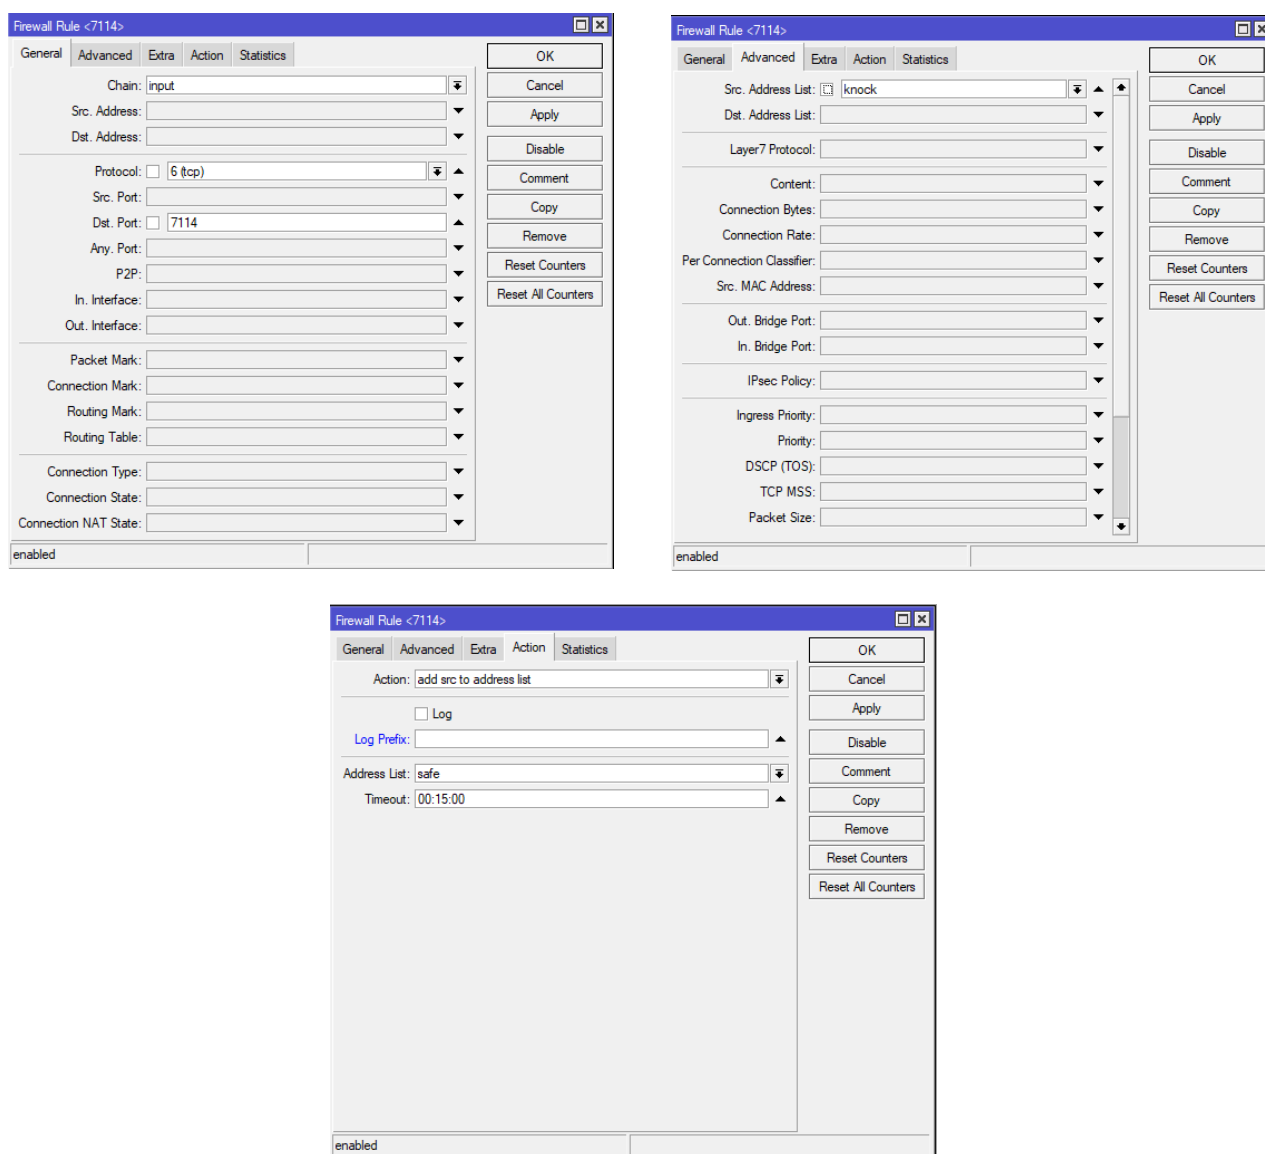 Firewall Rule <7114>
General Advanced Extra Action Statistics
Chain: input
Src. Address:
Dst. Address:
Protocol: 6 (tcp)
Src. Port:
Dst. Port: 7114
Any. Port:
P2P:
In. Interface:
Out. Interface:
Packet Mark:
Connection Mark:
Routing Mark:
Routing Table:
Connection Type:
Connection State:
Connection NAT State:
OK
Cancel
Apply
Disable
Comment
Copy
Remove
Reset Counters
Reset All Counters
enabled
Firewall Rule <7114>
General Advanced Extra Action Statistics
Src. Address List: knock
Dst. Address List:
Layer7 Protocol:
Content:
Connection Bytes:
Connection Rate:
Per Connection Classifier:
Src. MAC Address:
Out. Bridge Port:
In. Bridge Port:
IPsec Policy:
Ingress Priority:
Priority:
DSCP (TOS):
TCP MSS:
Packet Size:
OK
Cancel
Apply
Disable
Comment
Copy
Remove
Reset Counters
Reset All Counters
enabled
Firewall Rule <7114>
General Advanced Extra Action Statistics
Action: add src to address list
Log
Log Prefix:
Address List: safe
Timeout: 00:15:00
OK
Cancel
Apply
Disable
Comment
Copy
Remove
Reset Counters
Reset All Counters
enabled